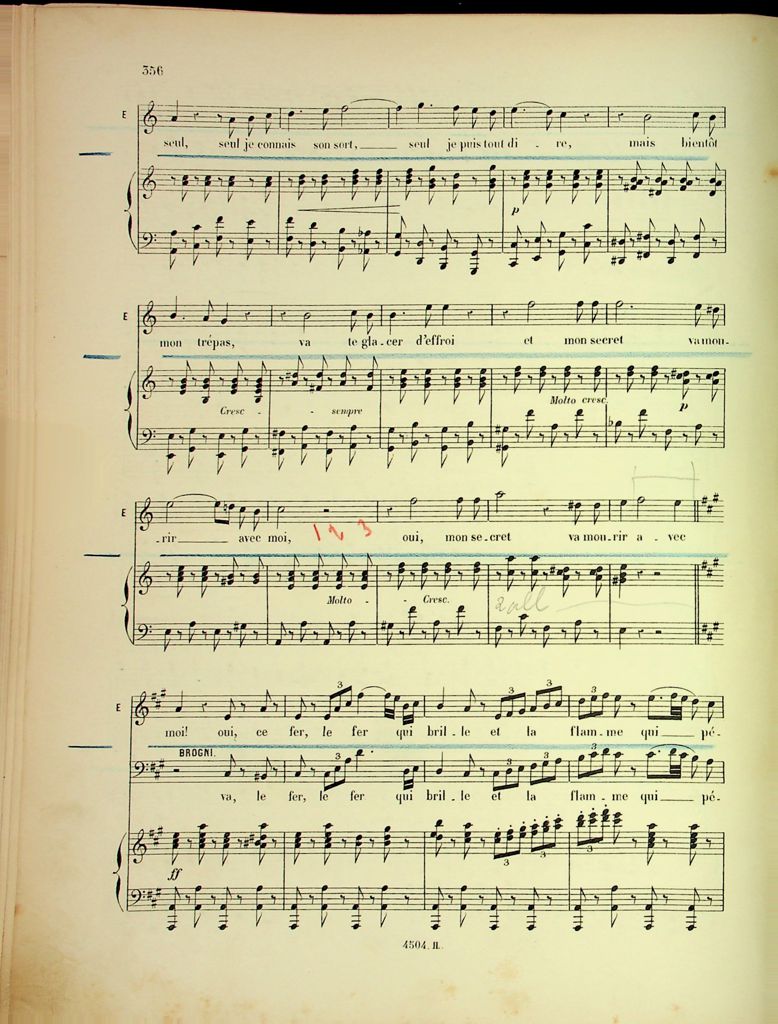 356
E
seul, seul je connais son sort,____ seul je puis tout di - re, mais bientôt
p
E
mon trépas, va te gla - cer d'effroi et mon secret va mou -
Cresc - - sempre Molto cresc. p
E
- rir____ avec moi, 1 2 3 oui, mon se - cret va mou - rir a - vec
Molto - - Cresc. rall
E
moi! oui, ce fer, le fer qui bril - le et la flam - me qui____ pé -
BROGNI.
va, le fer, le fer qui bril - le et la flam - me qui____ pé -
ff
4504. H.